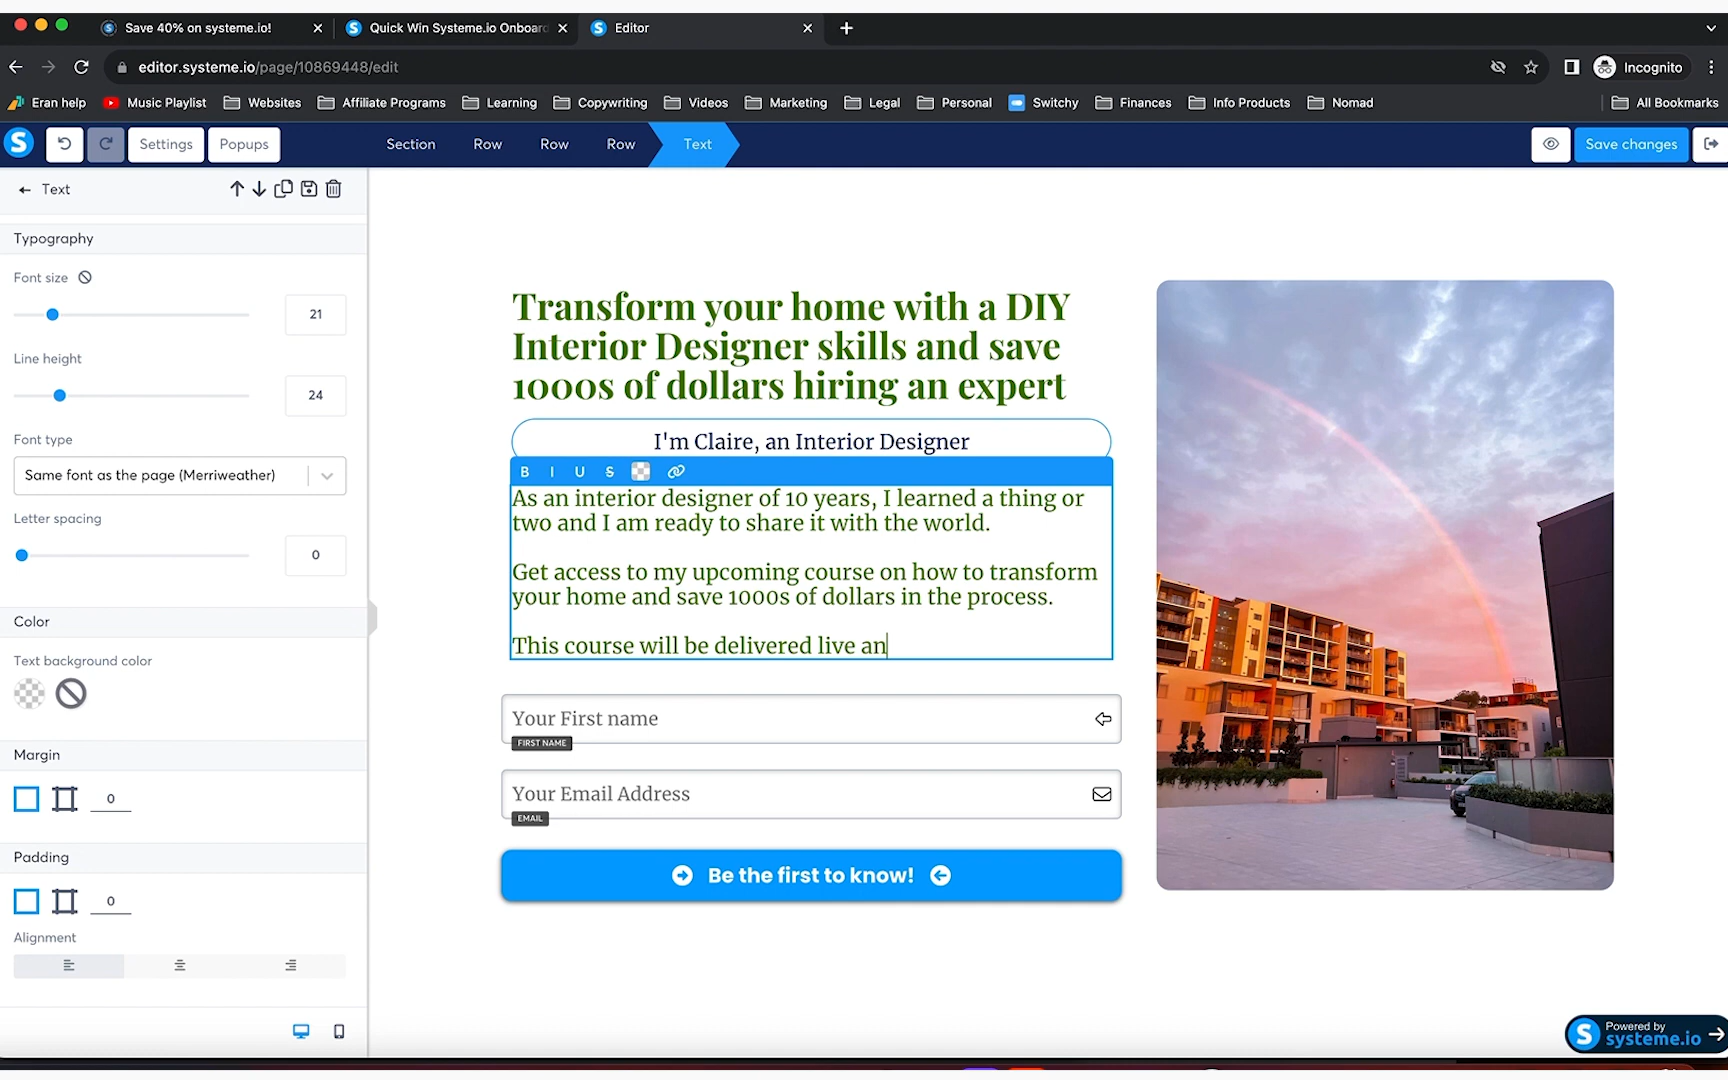 Save 40% on systeme.io!
Quick Win Systeme.io Onboard
Editor
editor.systeme.io/page/10869448/edit
Incognito
Eran help
Music Playlist
Websites
Affiliate Programs
Learning
Copywriting
Videos
Marketing
Legal
Personal
Switchy
Finances
Info Products
Nomad
All Bookmarks
S
Settings
Popups
Section
Row
Row
Row
Text
Save changes
Text
Typography
Font size
21
Line height
24
Font type
Same font as the page (Merriweather)
Letter spacing
0
Color
Text background color
Margin
0
Padding
0
Alignment
Transform your home with a DIY
Interior Designer skills and save
1000s of dollars hiring an expert
I'm Claire, an Interior Designer
B I U S
As an interior designer of 10 years, I learned a thing or
two and I am ready to share it with the world.
Get access to my upcoming course on how to transform
your home and save 1000s of dollars in the process.
This course will be delivered live an
Your First name
FIRST NAME
Your Email Address
EMAIL
Be the first to know!
S
Powered by
systeme.io